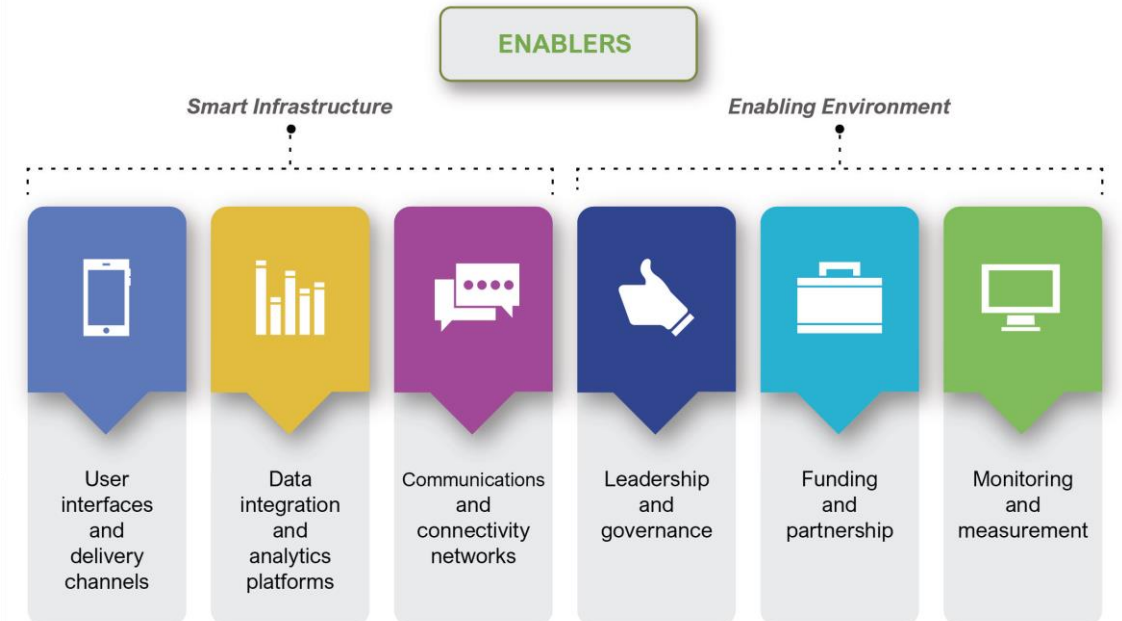 ENABLERS
Smart Infrastructure
Enabling Environment
User
interfaces
and
delivery
channels
Data
integration
and
analytics
platforms
Communications
and
connectivity
networks
Leadership
and
governance
Funding
and
partnership
Monitoring
and
measurement